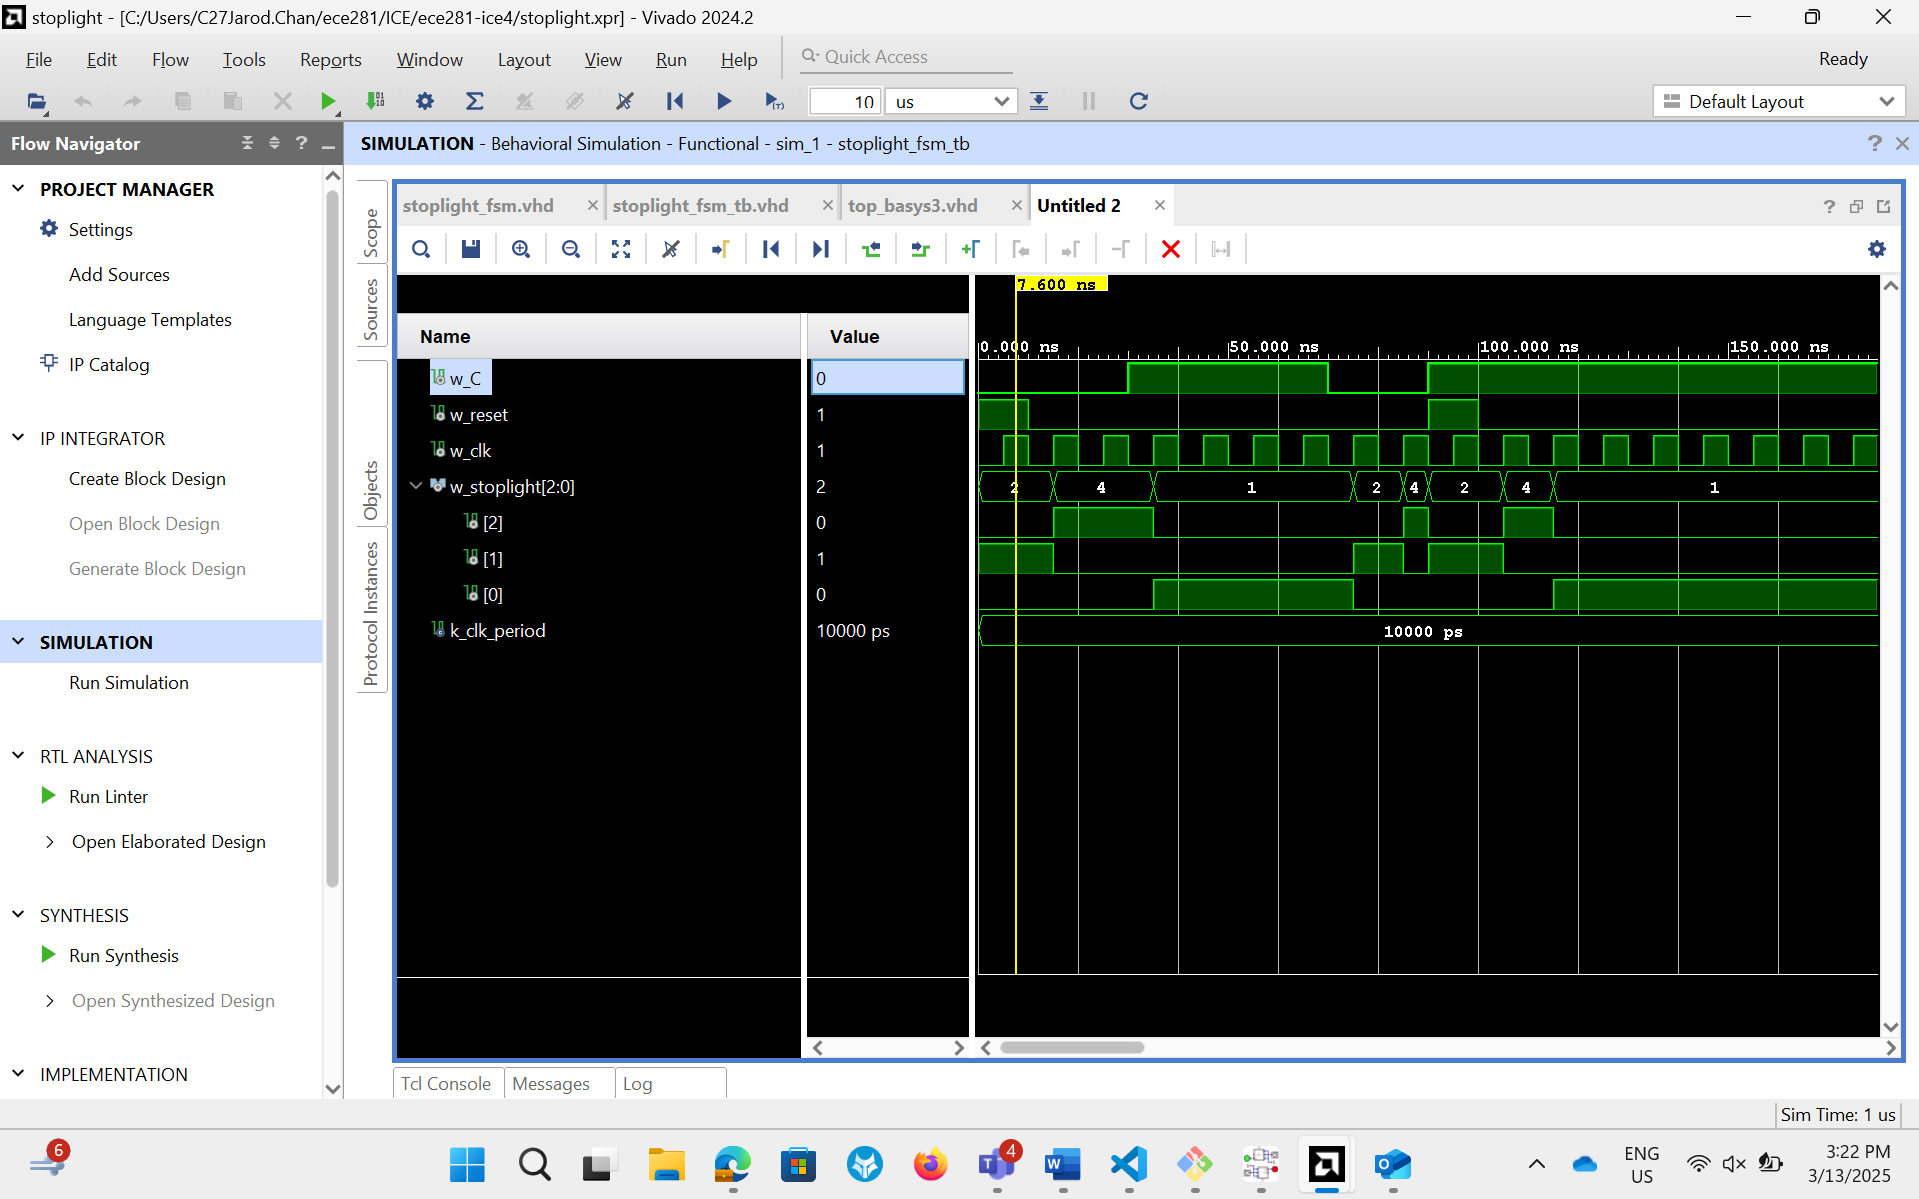 stoplight - [C:/Users/C27Jarod.Chan/ece281/ICE/ece281-ice4/stoplight.xpr] - Vivado 2024.2
File Edit Flow Tools Reports Window Layout View Run Help Quick Access Ready
10 us Default Layout
Flow Navigator
SIMULATION - Behavioral Simulation - Functional - sim_1 - stoplight_fsm_tb
PROJECT MANAGER
Settings
Add Sources
Language Templates
IP Catalog
IP INTEGRATOR
Create Block Design
Open Block Design
Generate Block Design
SIMULATION
Run Simulation
RTL ANALYSIS
Run Linter
Open Elaborated Design
SYNTHESIS
Run Synthesis
Open Synthesized Design
IMPLEMENTATION
Scope
Sources
Objects
Protocol Instances
stoplight_fsm.vhd stoplight_fsm_tb.vhd top_basys3.vhd Untitled 2
7.600 ns
Name Value
0.000 ns 50.000 ns 100.000 ns 150.000 ns
w_C 0
w_reset 1
w_clk 1
w_stoplight[2:0] 2 2 4 1 2 4 2 4 1
[2] 0
[1] 1
[0] 0
k_clk_period 10000 ps 10000 ps
Tcl Console Messages Log
Sim Time: 1 us
6
4
ENG
US
3:22 PM
3/13/2025